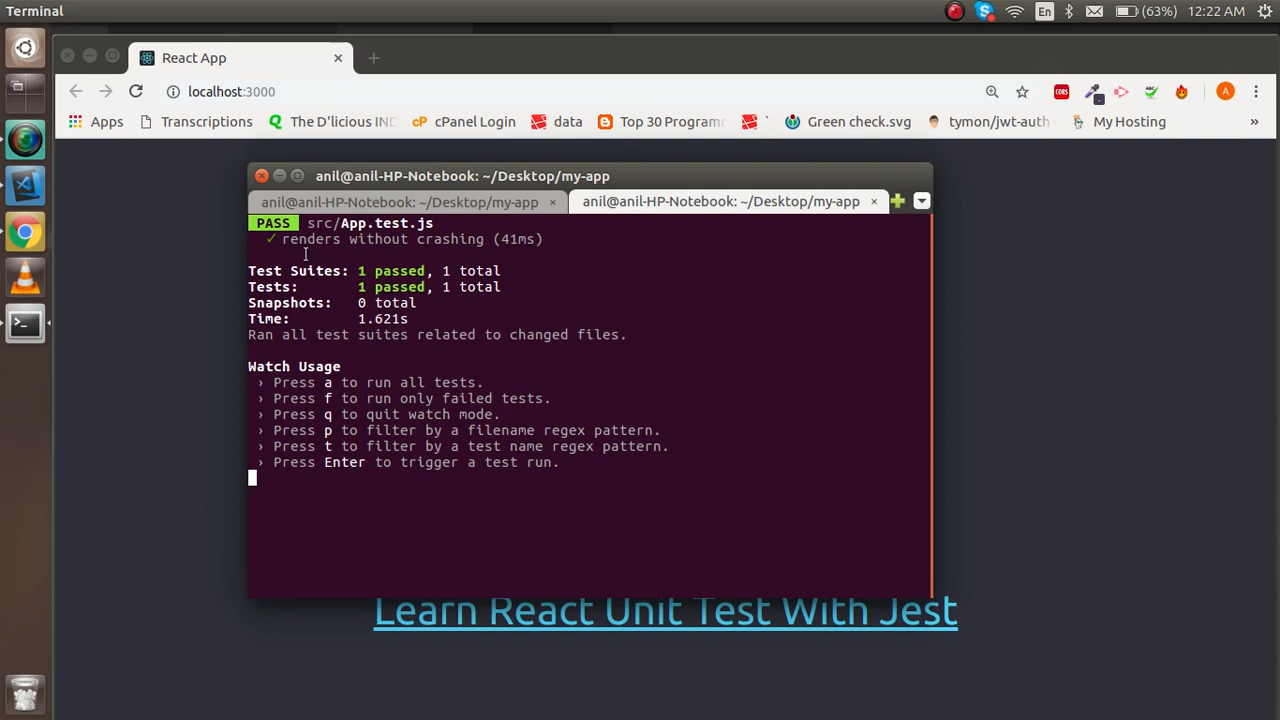 Terminal
En
(63%)
12:22 AM
React App
localhost:3000
CORS
A
Apps
Transcriptions
The D'licious IND
cPanel Login
data
Top 30 Programm
Green check.svg
tymon/jwt-auth
My Hosting
»
anil@anil-HP-Notebook: ~/Desktop/my-app
anil@anil-HP-Notebook: ~/Desktop/my-app
anil@anil-HP-Notebook: ~/Desktop/my-app
PASS src/App.test.js
✓ renders without crashing (41ms)
Test Suites: 1 passed, 1 total
Tests: 1 passed, 1 total
Snapshots: 0 total
Time: 1.621s
Ran all test suites related to changed files.
Watch Usage
› Press a to run all tests.
› Press f to run only failed tests.
› Press q to quit watch mode.
› Press p to filter by a filename regex pattern.
› Press t to filter by a test name regex pattern.
› Press Enter to trigger a test run.
Learn React Unit Test With Jest